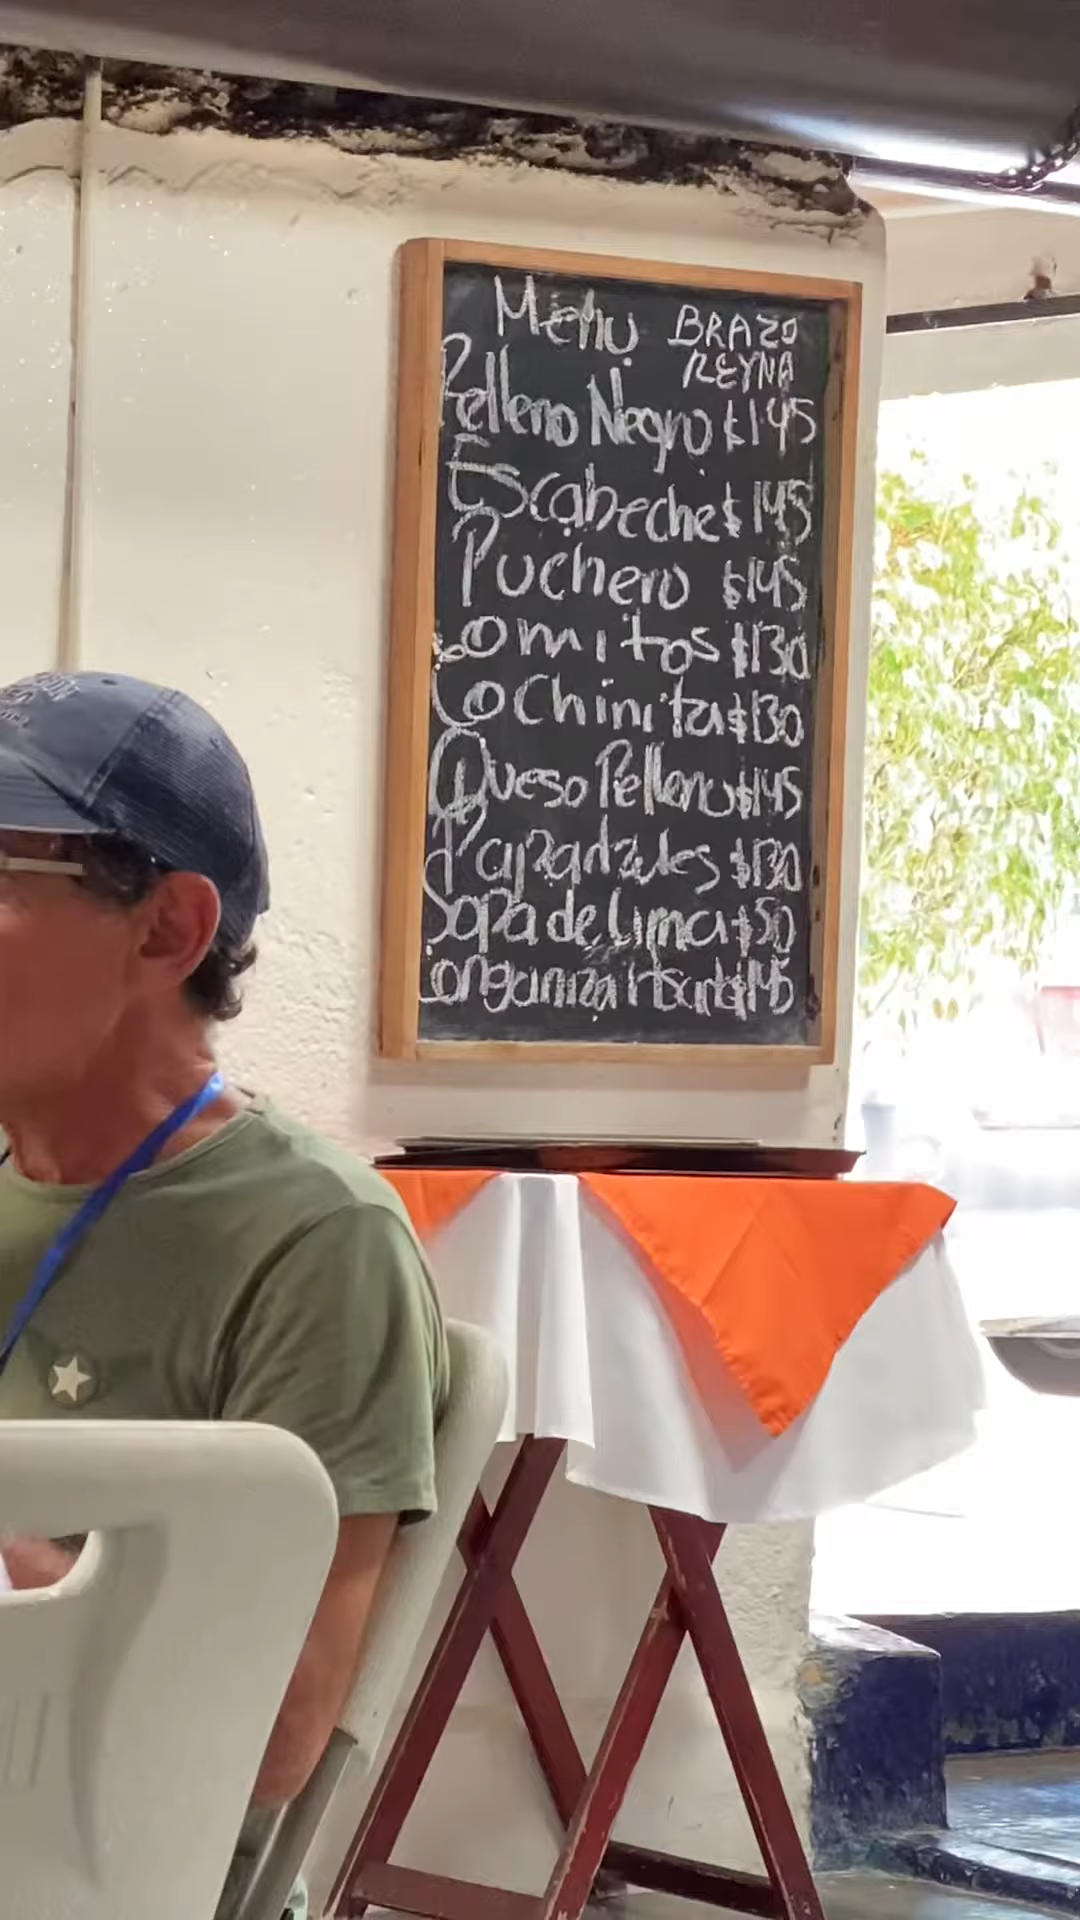 Menu BRAZO
REYNA
Relleno Negro $145
Escabeche $145
Puchero $145
Lomitos $130
Cochinita $130
Queso Relleno $145
Papadzules $130
Sopa de Lima $50
Longaniza Asada $145